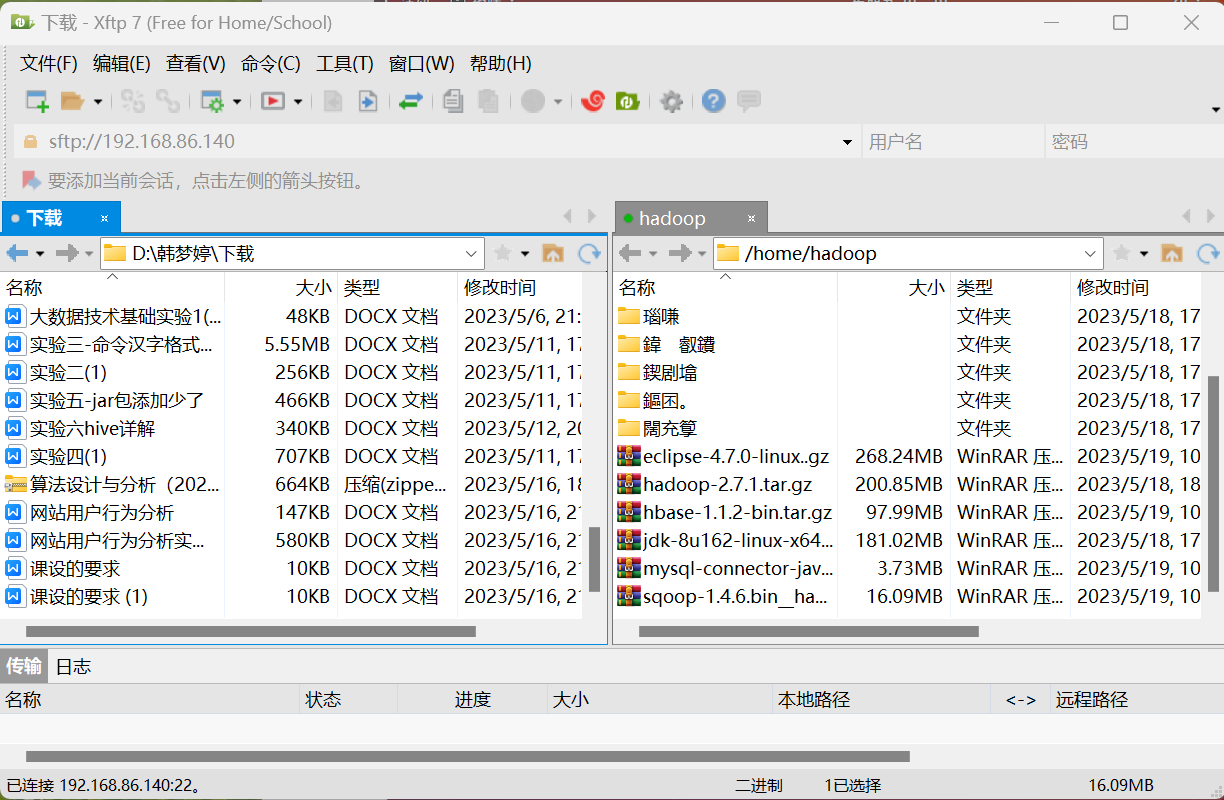 下载 - Xftp 7 (Free for Home/School)
文件(F) 编辑(E) 查看(V) 命令(C) 工具(T) 窗口(W) 帮助(H)
sftp://192.168.86.140 用户名 密码
要添加当前会话，点击左侧的箭头按钮。
下载 × hadoop ×
D:\韩梦婷\下载 /home/hadoop
名称 大小 类型 修改时间 名称 大小 类型 修改时间
大数据技术基础实验1(... 48KB DOCX 文档 2023/5/6, 21: 瑙嗛 文件夹 2023/5/18, 17
实验三-命令汉字格式... 5.55MB DOCX 文档 2023/5/11, 17 文件夹 2023/5/18, 17
实验二(1) 256KB DOCX 文档 2023/5/11, 17 鍥剧墖 文件夹 2023/5/18, 17
实验五-jar包添加少了 466KB DOCX 文档 2023/5/11, 17 文件夹 2023/5/18, 17
实验六hive详解 340KB DOCX 文档 2023/5/12, 20 文件夹 2023/5/18, 17
实验四(1) 707KB DOCX 文档 2023/5/11, 17 eclipse-4.7.0-linux..gz 268.24MB WinRAR 压... 2023/5/19, 10
算法设计与分析（202... 664KB 压缩(zippe... 2023/5/16, 18 hadoop-2.7.1.tar.gz 200.85MB WinRAR 压... 2023/5/18, 18
网站用户行为分析 147KB DOCX 文档 2023/5/16, 21 hbase-1.1.2-bin.tar.gz 97.99MB WinRAR 压... 2023/5/19, 10
网站用户行为分析实... 580KB DOCX 文档 2023/5/16, 21 jdk-8u162-linux-x64... 181.02MB WinRAR 压... 2023/5/18, 17
课设的要求 10KB DOCX 文档 2023/5/16, 21 mysql-connector-jav... 3.73MB WinRAR 压... 2023/5/19, 10
课设的要求 (1) 10KB DOCX 文档 2023/5/16, 21 sqoop-1.4.6.bin__ha... 16.09MB WinRAR 压... 2023/5/19, 10
传输 日志
名称 状态 进度 大小 本地路径 <-> 远程路径
已连接 192.168.86.140:22。 二进制 1已选择 16.09MB